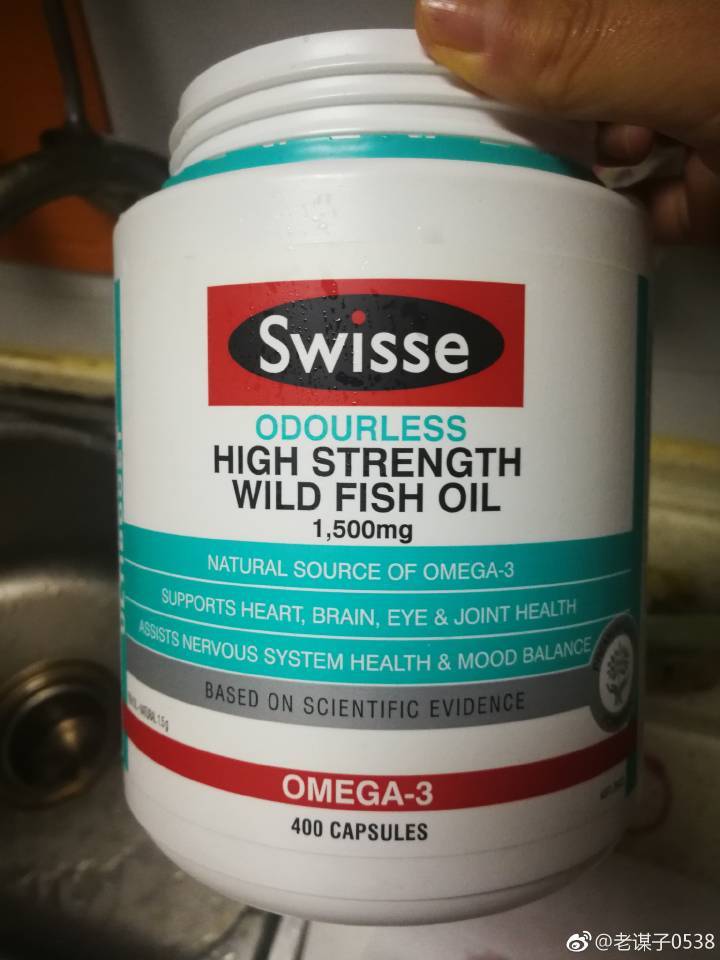 Swisse
ODOURLESS
HIGH STRENGTH
WILD FISH OIL
1,500mg
NATURAL SOURCE OF OMEGA-3
SUPPORTS HEART, BRAIN, EYE & JOINT HEALTH
ASSISTS NERVOUS SYSTEM HEALTH & MOOD BALANCE
BASED ON SCIENTIFIC EVIDENCE
OMEGA-3
400 CAPSULES
@老谋子0538